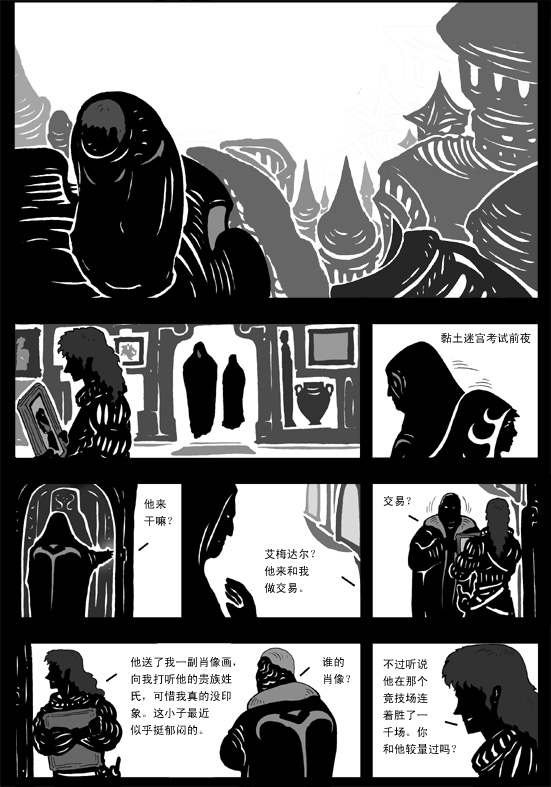 黏土迷宫考试前夜
他来
干嘛?
艾梅达尔?
他来和我
做交易。
交易?
他送了我一副肖像画,
向我打听他的贵族姓
氏,可惜我真的没印
象。这小子最近
似乎挺郁闷的。
谁的
肖像?
不过听说
他在那个
竞技场连
着胜了一
千场。你
和他较量过吗?